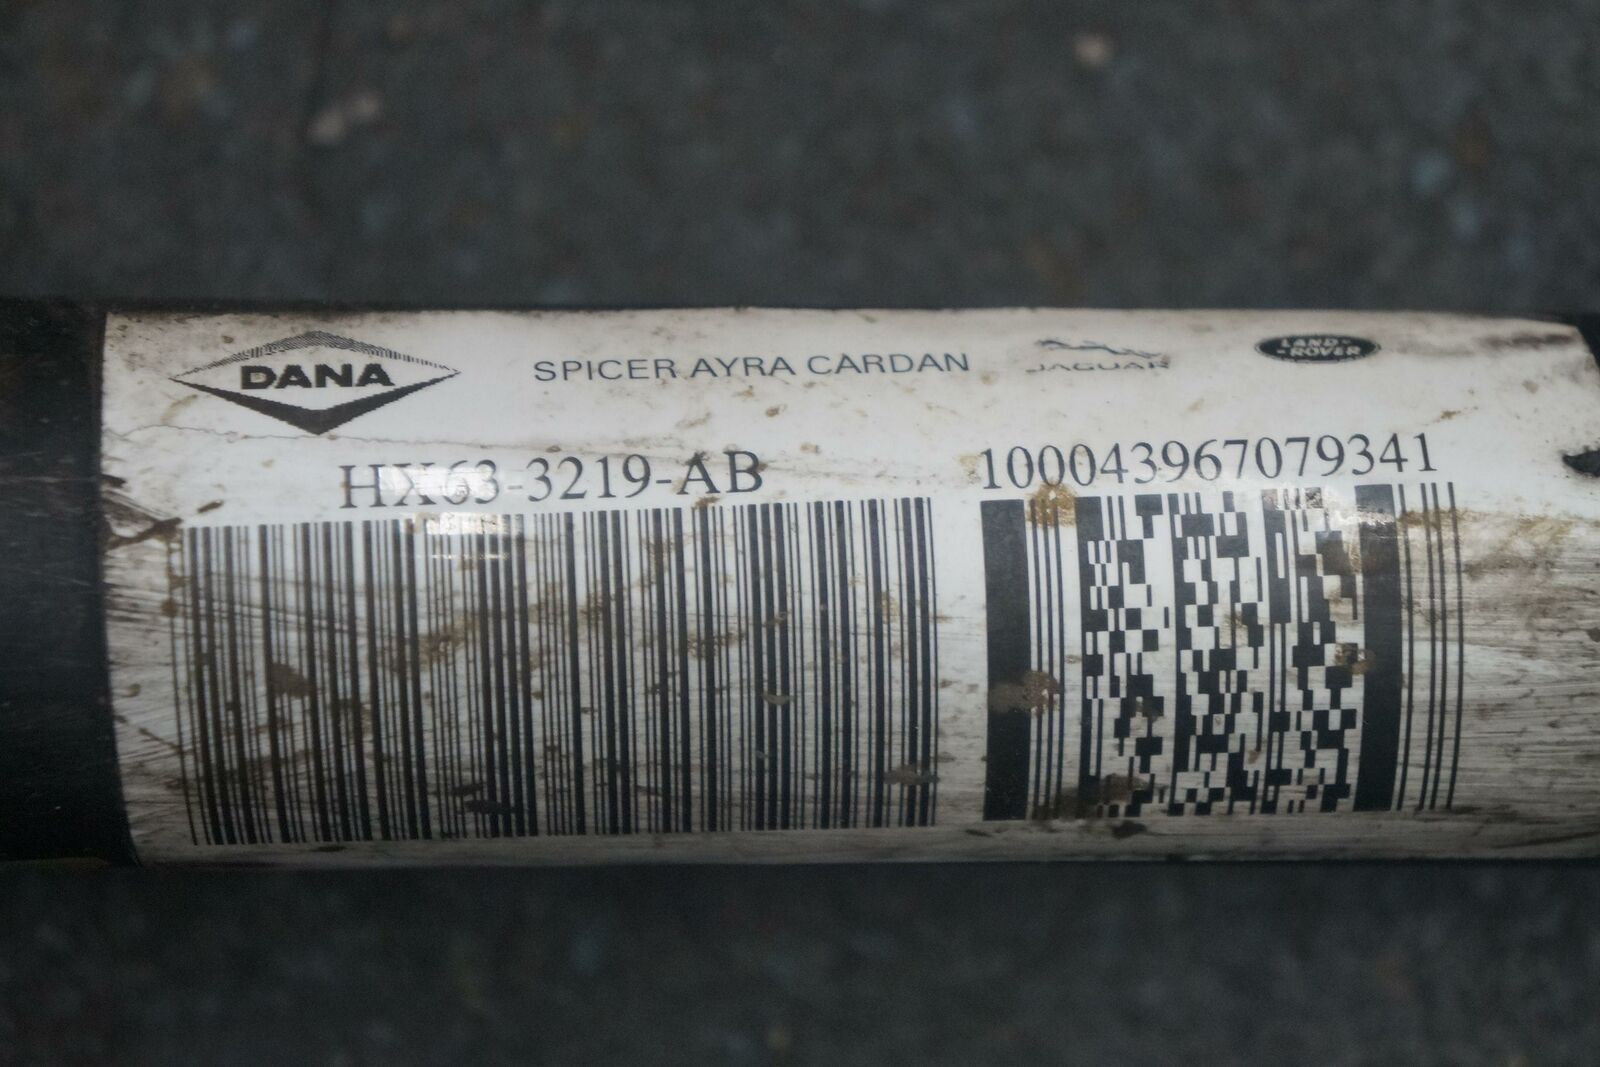 DANA
SPICER AYRA CARDAN
JAGUAR
LAND-
-ROVER
HX63-3219-AB
100043967079341